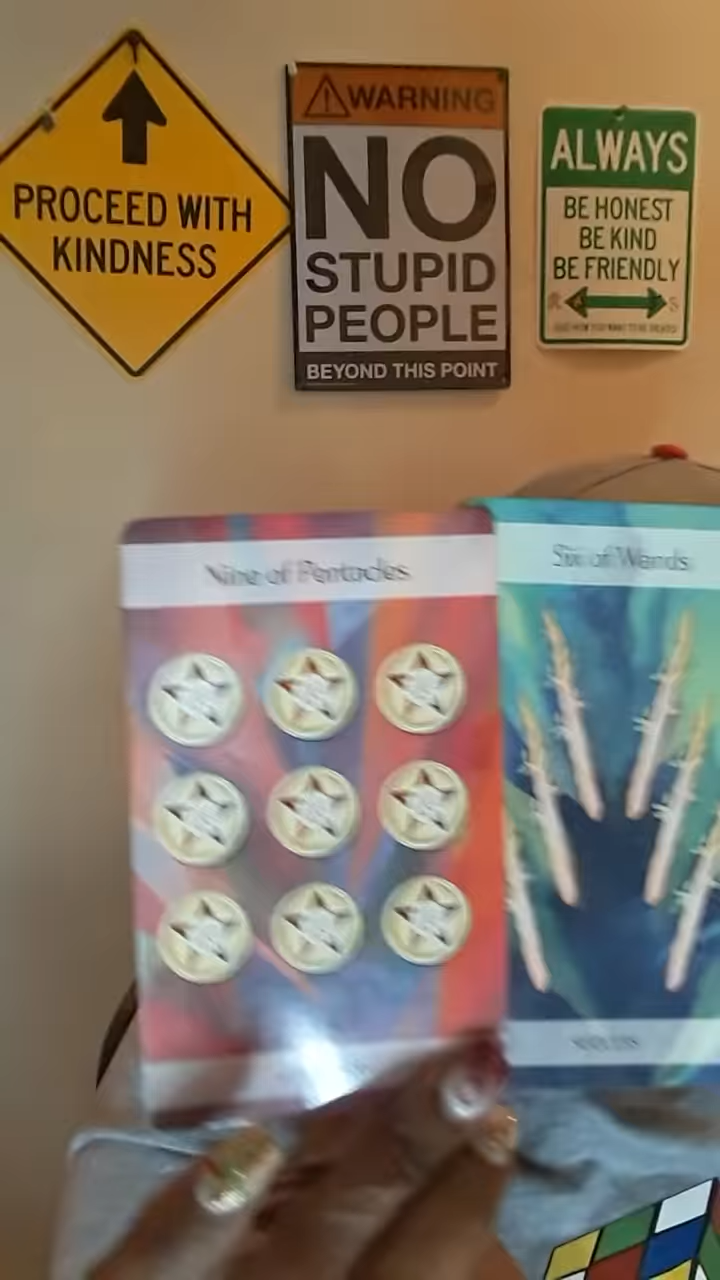 PROCEED WITH
KINDNESS
WARNING
NO
STUPID
PEOPLE
BEYOND THIS POINT
ALWAYS
BE HONEST
BE KIND
BE FRIENDLY
Nine of Pentacles
Six of Wands